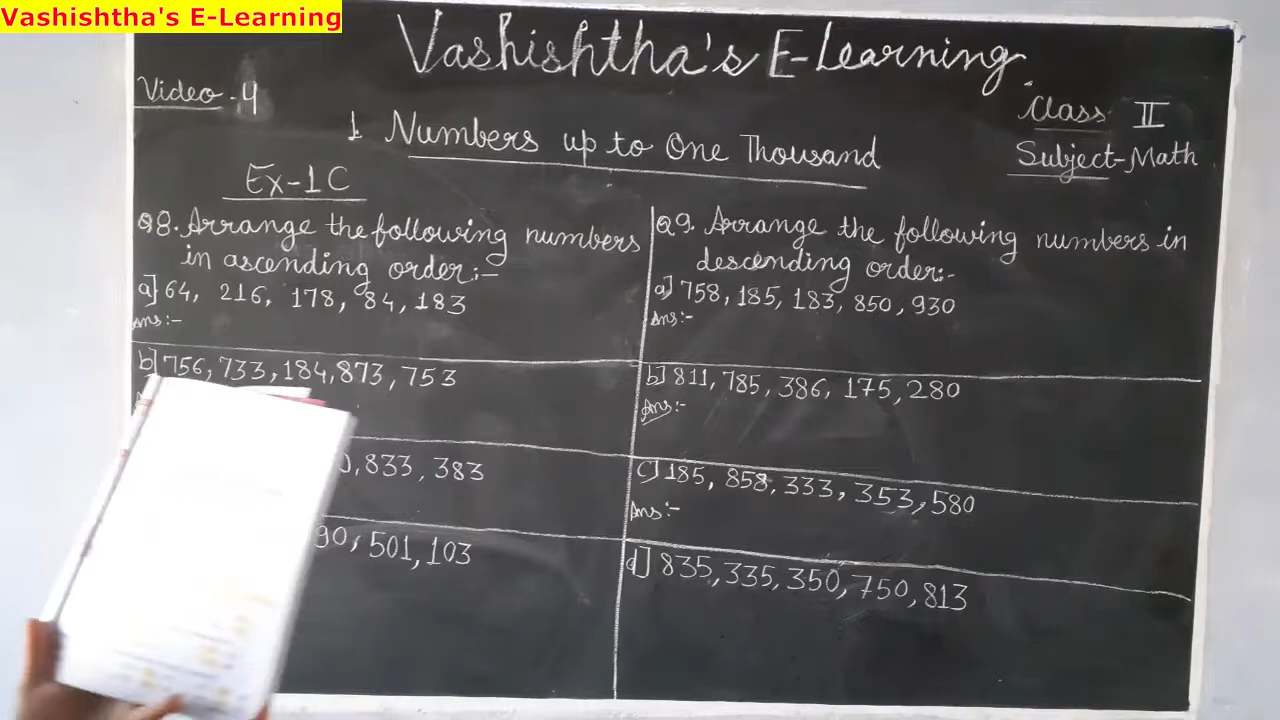 Vashishtha's E-Learning
Vashishtha's E-Learning
Video-4
Class II
1 Numbers up to One Thousand
Subject-Math
Ex-1C
Q8. Arrange the following numbers
in ascending order:-
a] 64, 216, 178, 84, 183
Ans:-
b] 756, 733, 184, 873, 753
, 833, 383
90, 501, 103
Q9. Arrange the following numbers in
descending order:-
a] 758, 185, 183, 850, 930
Ans:-
b] 811, 785, 386, 175, 280
Ans:-
c] 185, 858, 333, 353, 580
Ans:-
d] 835, 335, 350, 750, 813